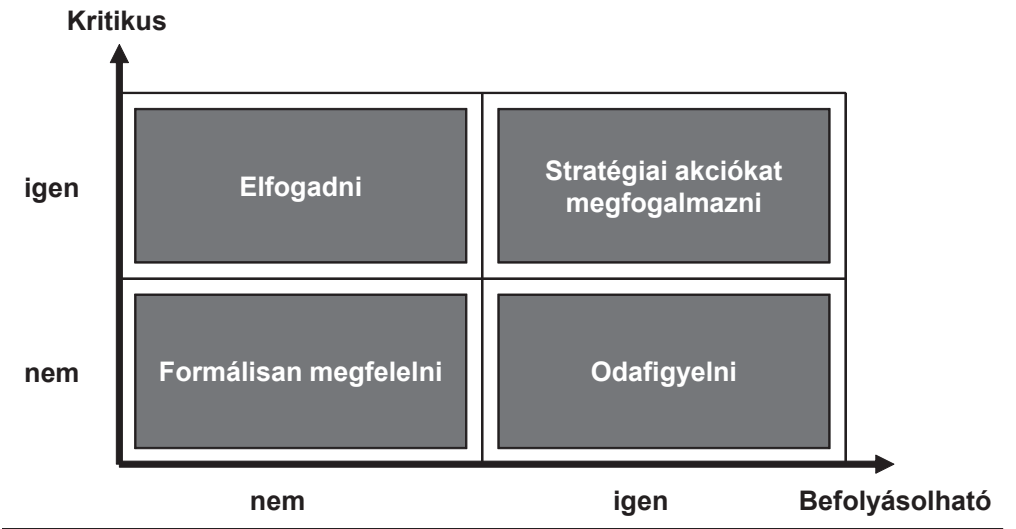 Kritikus
igen
Elfogadni
Stratégiai akciókat
megfogalmazni
nem
Formálisan megfelelni
Odafigyelni
nem
igen
Befolyásolható